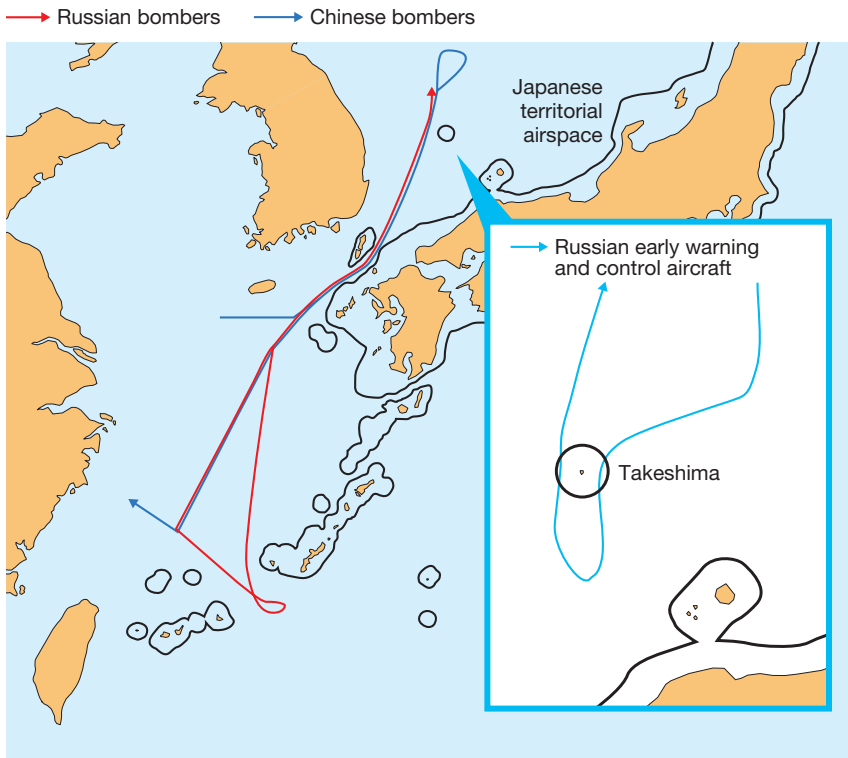 Russian bombers
Chinese bombers
Japanese
territorial
airspace
Russian early warning
and control aircraft
Takeshima